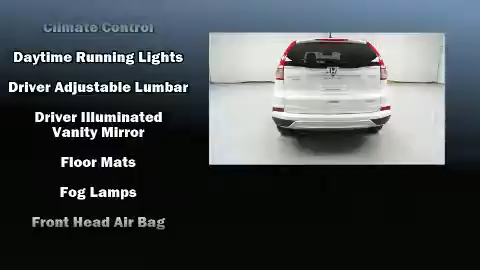 Climate Control
Daytime Running Lights
Driver Adjustable Lumbar
Driver Illuminated
Vanity Mirror
Floor Mats
Fog Lamps
Front Head Air Bag